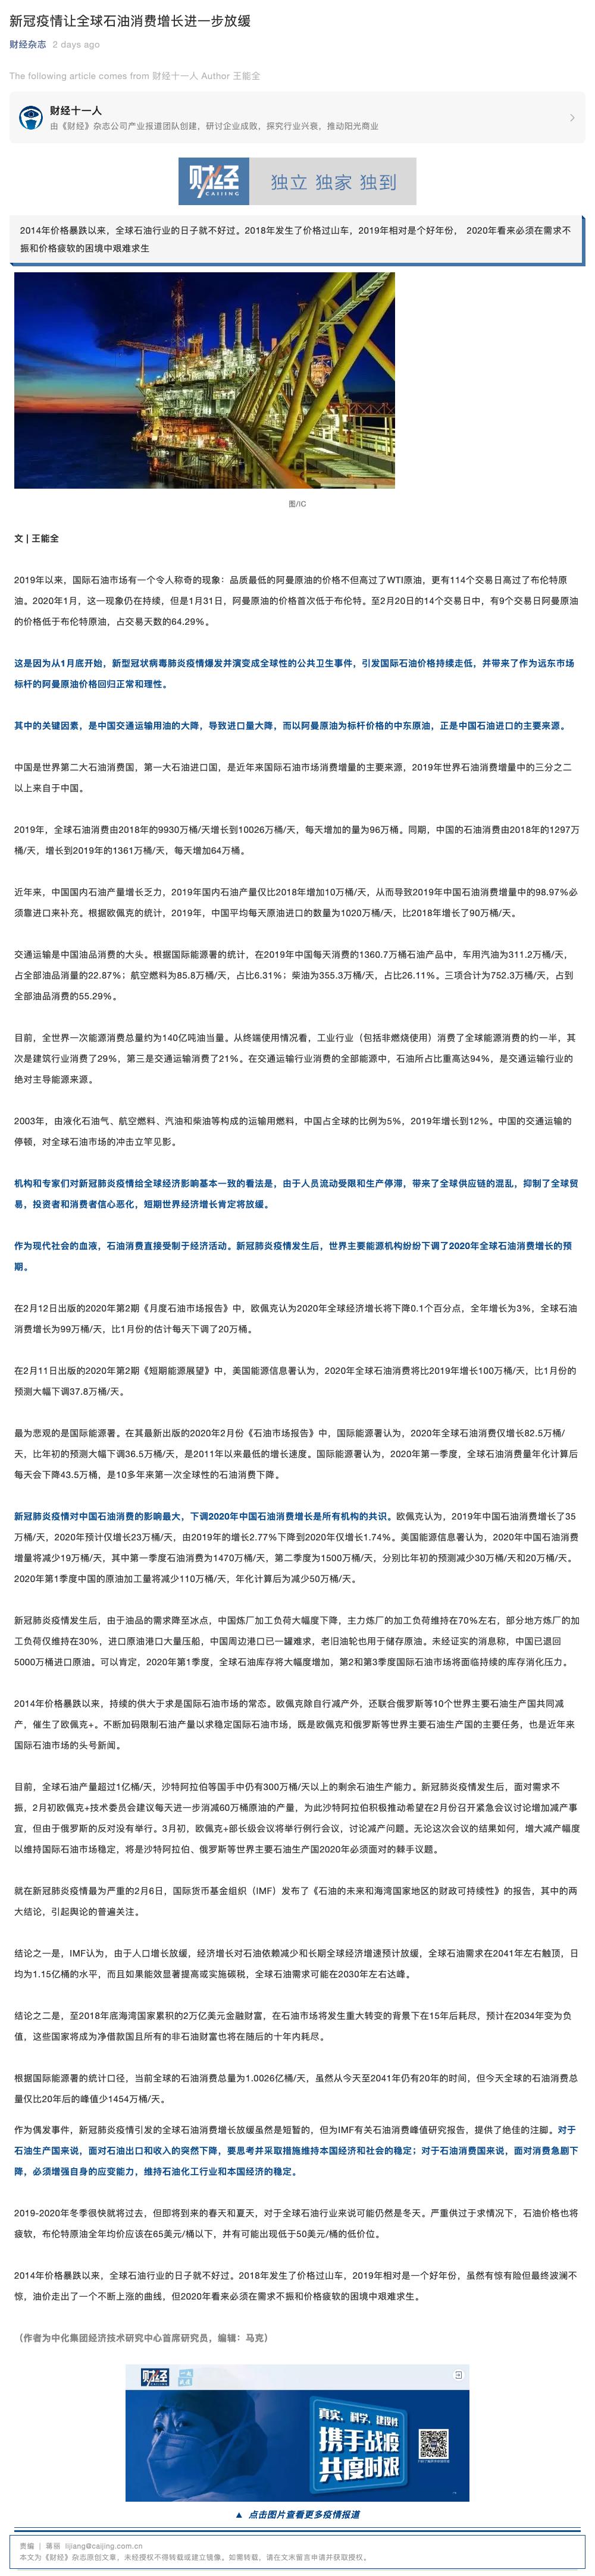 新冠疫情让全球石油消费增长进一步放缓
财经杂志 2 days ago
The following article comes from 财经十一人 Author 王能全
财经十一人
由《财经》杂志公司产业报道团队创建，研讨企业成败，探究行业兴衰，推动阳光商业
财经 CAIJING 独立 独家 独到
2014年价格暴跌以来，全球石油行业的日子就不好过。2018年发生了价格过山车，2019年相对是个好年份， 2020年看来必须在需求不
振和价格疲软的困境中艰难求生
图/IC
文 | 王能全
2019年以来，国际石油市场有一个令人称奇的现象：品质最低的阿曼原油的价格不但高过了WTI原油，更有114个交易日高过了布伦特原
油。2020年1月，这一现象仍在持续，但是1月31日，阿曼原油的价格首次低于布伦特。至2月20日的14个交易日中，有9个交易日阿曼原油
的价格低于布伦特原油，占交易天数的64.29%。
这是因为从1月底开始，新型冠状病毒肺炎疫情爆发并演变成全球性的公共卫生事件，引发国际石油价格持续走低，并带来了作为远东市场
标杆的阿曼原油价格回归正常和理性。
其中的关键因素，是中国交通运输用油的大降，导致进口量大降，而以阿曼原油为标杆价格的中东原油，正是中国石油进口的主要来源。
中国是世界第二大石油消费国，第一大石油进口国，是近年来国际石油市场消费增量的主要来源，2019年世界石油消费增量中的三分之二
以上来自于中国。
2019年，全球石油消费由2018年的9930万桶/天增长到10026万桶/天，每天增加的量为96万桶。同期，中国的石油消费由2018年的1297万
桶/天，增长到2019年的1361万桶/天，每天增加64万桶。
近年来，中国国内石油产量增长乏力，2019年国内石油产量仅比2018年增加10万桶/天，从而导致2019年中国石油消费增量中的98.97%必
须靠进口来补充。根据欧佩克的统计，2019年，中国平均每天原油进口的数量为1020万桶/天，比2018年增长了90万桶/天。
交通运输是中国油品消费的大头。根据国际能源署的统计，在2019年中国每天消费的1360.7万桶石油产品中，车用汽油为311.2万桶/天，
占全部油品消量的22.87%；航空燃料为85.8万桶/天，占比6.31%；柴油为355.3万桶/天，占比26.11%。三项合计为752.3万桶/天，占到
全部油品消费的55.29%。
目前，全世界一次能源消费总量约为140亿吨油当量。从终端使用情况看，工业行业（包括非燃烧使用）消费了全球能源消费的约一半，其
次是建筑行业消费了29%，第三是交通运输消费了21%。在交通运输行业消费的全部能源中，石油所占比重高达94%，是交通运输行业的
绝对主导能源来源。
2003年，由液化石油气、航空燃料、汽油和柴油等构成的运输用燃料，中国占全球的比例为5%，2019年增长到12%。中国的交通运输的
停顿，对全球石油市场的冲击立竿见影。
机构和专家们对新冠肺炎疫情给全球经济影响基本一致的看法是，由于人员流动受限和生产停滞，带来了全球供应链的混乱，抑制了全球贸
易，投资者和消费者信心恶化，短期世界经济增长肯定将放缓。
作为现代社会的血液，石油消费直接受制于经济活动。新冠肺炎疫情发生后，世界主要能源机构纷纷下调了2020年全球石油消费增长的预
期。
在2月12日出版的2020年第2期《月度石油市场报告》中，欧佩克认为2020年全球经济增长将下降0.1个百分点，全年增长为3%，全球石油
消费增长为99万桶/天，比1月份的估计每天下调了20万桶。
在2月11日出版的2020年第2期《短期能源展望》中，美国能源信息署认为，2020年全球石油消费将比2019年增长100万桶/天，比1月份的
预测大幅下调37.8万桶/天。
最为悲观的是国际能源署。在其最新出版的2020年2月份《石油市场报告》中，国际能源署认为，2020年全球石油消费仅增长82.5万桶/
天，比年初的预测大幅下调36.5万桶/天，是2011年以来最低的增长速度。国际能源署认为，2020年第一季度，全球石油消费量年化计算后
每天会下降43.5万桶，是10多年来第一次全球性的石油消费下降。
新冠肺炎疫情对中国石油消费的影响最大，下调2020年中国石油消费增长是所有机构的共识。欧佩克认为，2019年中国石油消费增长了35
万桶/天，2020年预计仅增长23万桶/天，由2019年的增长2.77%下降到2020年仅增长1.74%。美国能源信息署认为，2020年中国石油消费
增量将减少19万桶/天，其中第一季度石油消费为1470万桶/天，第二季度为1500万桶/天，分别比年初的预测减少30万桶/天和20万桶/天。
2020年第1季度中国的原油加工量将减少110万桶/天，年化计算后为减少50万桶/天。
新冠肺炎疫情发生后，由于油品的需求降至冰点，中国炼厂加工负荷大幅度下降，主力炼厂的加工负荷维持在70%左右，部分地方炼厂的加
工负荷仅维持在30%，进口原油港口大量压船，中国周边港口已一罐难求，老旧油轮也用于储存原油。未经证实的消息称，中国已退回
5000万桶进口原油。可以肯定，2020年第1季度，全球石油库存将大幅度增加，第2和第3季度国际石油市场将面临持续的库存消化压力。
2014年价格暴跌以来，持续的供大于求是国际石油市场的常态。欧佩克除自行减产外，还联合俄罗斯等10个世界主要石油生产国共同减
产，催生了欧佩克+。不断加码限制石油产量以求稳定国际石油市场，既是欧佩克和俄罗斯等世界主要石油生产国的主要任务，也是近年来
国际石油市场的头号新闻。
目前，全球石油产量超过1亿桶/天，沙特阿拉伯等国手中仍有300万桶/天以上的剩余石油生产能力。新冠肺炎疫情发生后，面对需求不
振，2月初欧佩克+技术委员会建议每天进一步消减60万桶原油的产量，为此沙特阿拉伯积极推动希望在2月份召开紧急会议讨论增加减产事
宜，但由于俄罗斯的反对没有举行。3月初，欧佩克+部长级会议将举行例行会议，讨论减产问题。无论这次会议的结果如何，增大减产幅度
以维持国际石油市场稳定，将是沙特阿拉伯、俄罗斯等世界主要石油生产国2020年必须面对的棘手议题。
就在新冠肺炎疫情最为严重的2月6日，国际货币基金组织（IMF）发布了《石油的未来和海湾国家地区的财政可持续性》的报告，其中的两
大结论，引起舆论的普遍关注。
结论之一是，IMF认为，由于人口增长放缓，经济增长对石油依赖减少和长期全球经济增速预计放缓，全球石油需求在2041年左右触顶，日
均为1.15亿桶的水平，而且如果能效显著提高或实施碳税，全球石油需求可能在2030年左右达峰。
结论之二是，至2018年底海湾国家累积的2万亿美元金融财富，在石油市场将发生重大转变的背景下在15年后耗尽，预计在2034年变为负
值，这些国家将成为净借款国且所有的非石油财富也将在随后的十年内耗尽。
根据国际能源署的统计口径，当前全球的石油消费总量为1.0026亿桶/天，虽然从今天至2041年仍有20年的时间，但今天全球的石油消费总
量仅比20年后的峰值少1454万桶/天。
作为偶发事件，新冠肺炎疫情引发的全球石油消费增长放缓虽然是短暂的，但为IMF有关石油消费峰值研究报告，提供了绝佳的注脚。对于
石油生产国来说，面对石油出口和收入的突然下降，要思考并采取措施维持本国经济和社会的稳定；对于石油消费国来说，面对消费急剧下
降，必须增强自身的应变能力，维持石油化工行业和本国经济的稳定。
2019-2020年冬季很快就将过去，但即将到来的春天和夏天，对于全球石油行业来说可能仍然是冬天。严重供过于求情况下，石油价格也将
疲软，布伦特原油全年均价应该在65美元/桶以下，并有可能出现低于50美元/桶的低价位。
2014年价格暴跌以来，全球石油行业的日子就不好过。2018年发生了价格过山车，2019年相对是一个好年份，虽然有惊有险但最终波澜不
惊，油价走出了一个不断上涨的曲线，但2020年看来必须在需求不振和价格疲软的困境中艰难求生。
（作者为中化集团经济技术研究中心首席研究员，编辑：马克）
财经
真实、科学、建设性
携手战疫
共度时艰
▲ 点击图片查看更多疫情报道
责编 | 蒋丽 lijiang@caijing.com.cn
本文为《财经》杂志原创文章，未经授权不得转载或建立镜像。如需转载，请在文末留言申请并获取授权。